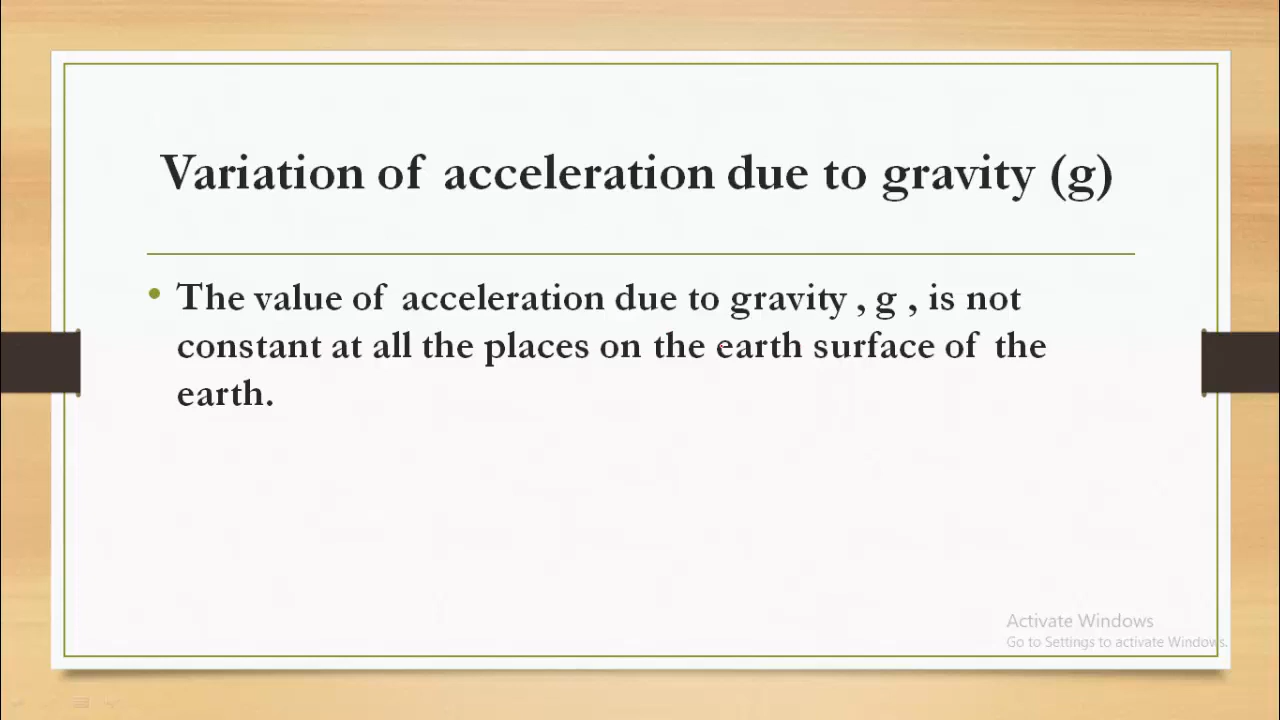 Variation of acceleration due to gravity (g)
• The value of acceleration due to gravity , g , is not
constant at all the places on the earth surface of the
earth.
Activate Windows
Go to Settings to activate Windows.